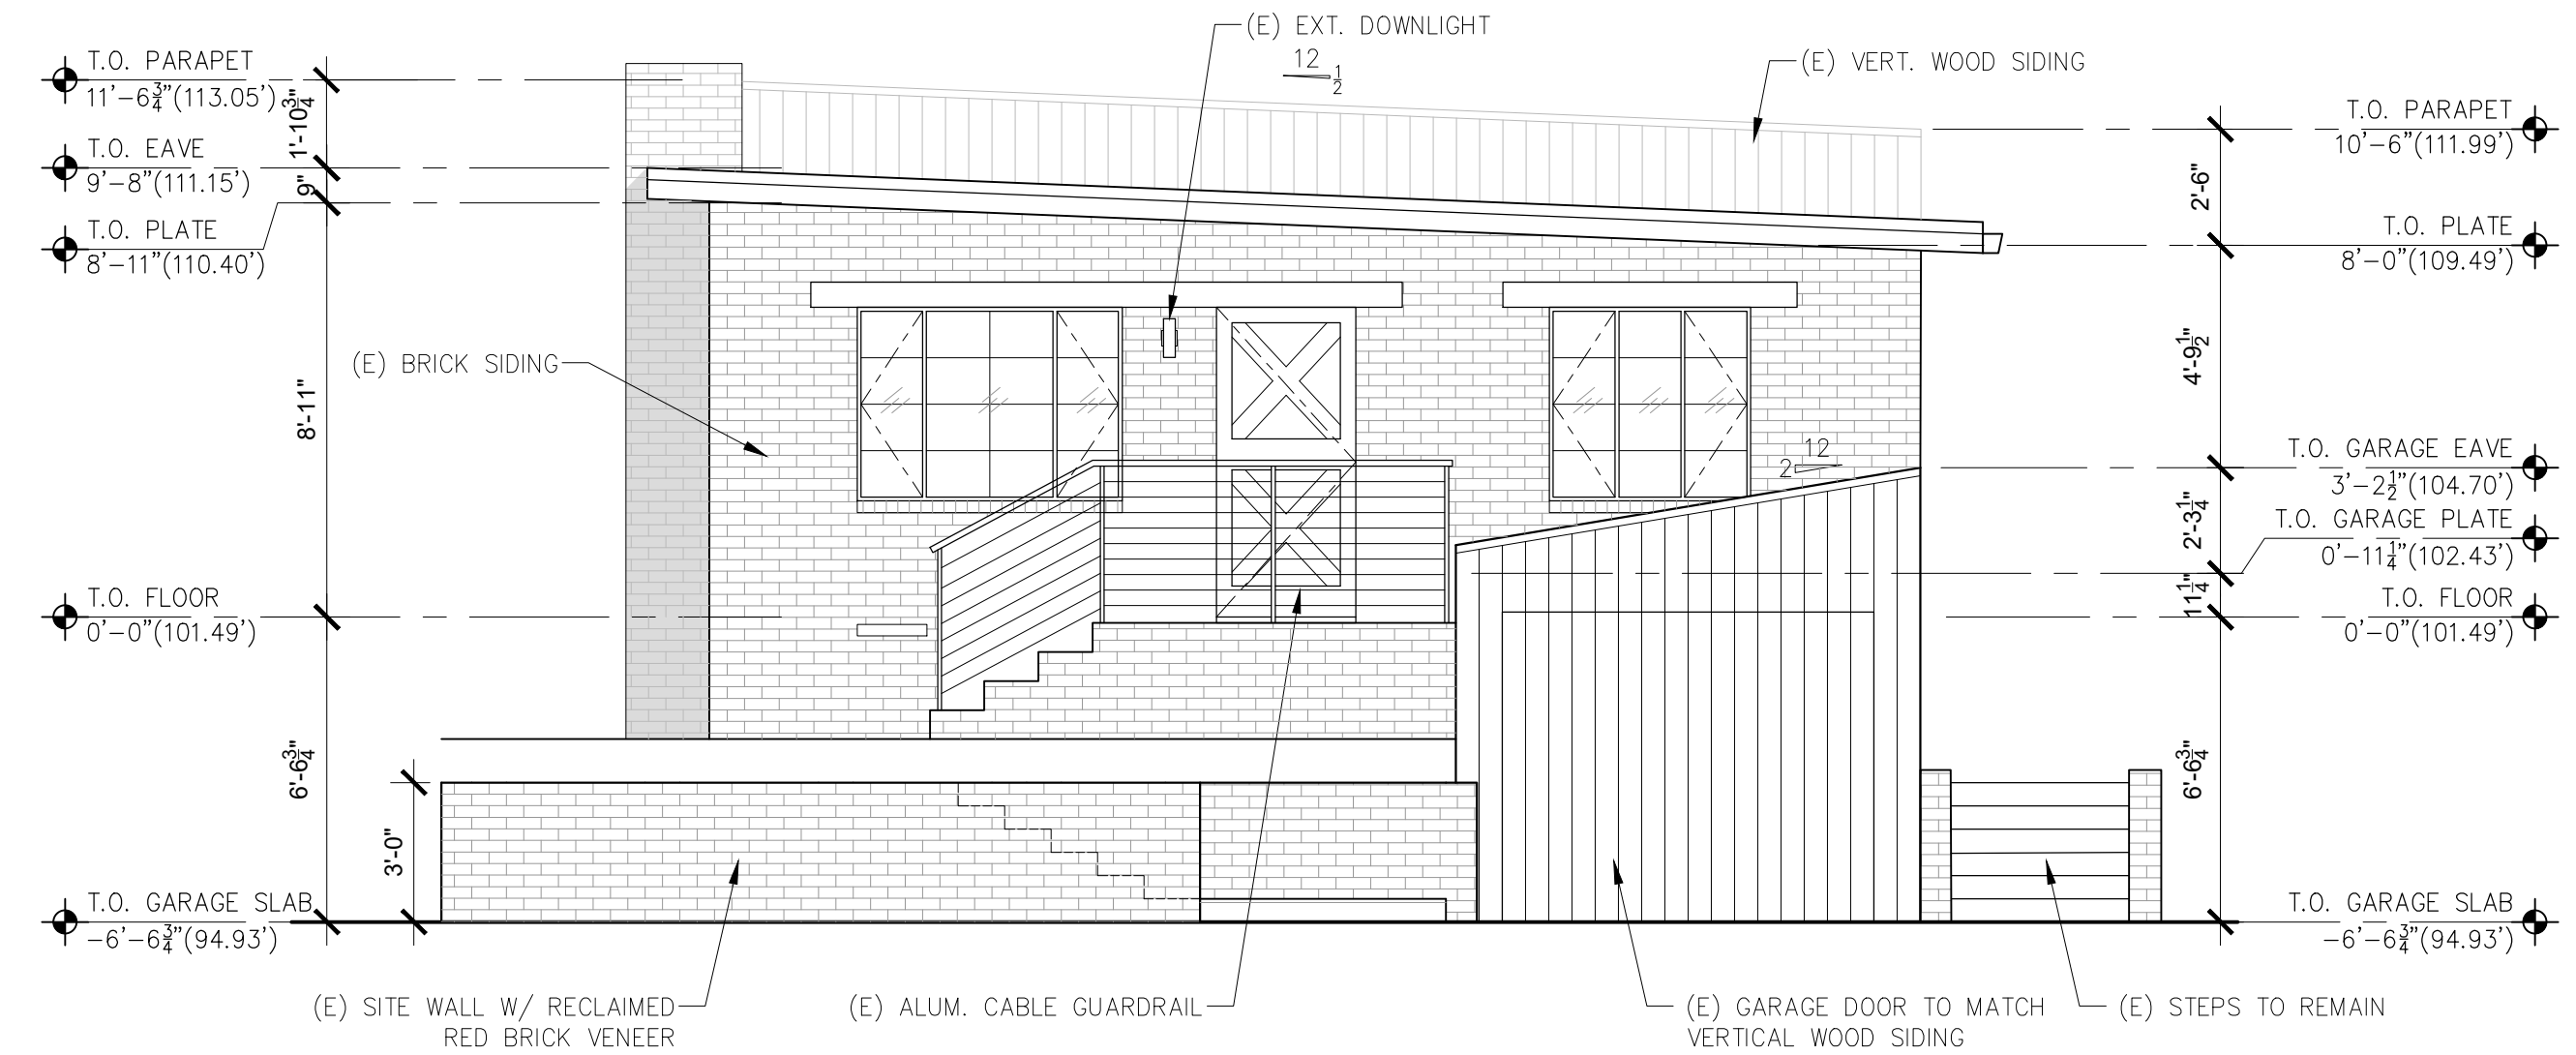 (E) EXT. DOWNLIGHT
12
1/2
(E) VERT. WOOD SIDING
T.O. PARAPET
11'-6 3/4"(113.05')
1'-10 3/4"
T.O. EAVE
9'-8"(111.15')
9"
T.O. PLATE
8'-11"(110.40')
(E) BRICK SIDING
8'-11"
T.O. FLOOR
0'-0"(101.49')
6'-6 3/4"
3'-0"
T.O. GARAGE SLAB
-6'-6 3/4"(94.93')
T.O. PARAPET
10'-6"(111.99')
2'-6"
T.O. PLATE
8'-0"(109.49')
4'-9 1/2"
12
2
T.O. GARAGE EAVE
3'-2 1/2"(104.70')
2'-3 1/4"
T.O. GARAGE PLATE
0'-11 1/4"(102.43')
11 1/4"
T.O. FLOOR
0'-0"(101.49')
6'-6 3/4"
T.O. GARAGE SLAB
-6'-6 3/4"(94.93')
(E) SITE WALL W/ RECLAIMED
RED BRICK VENEER
(E) ALUM. CABLE GUARDRAIL
(E) GARAGE DOOR TO MATCH
VERTICAL WOOD SIDING
(E) STEPS TO REMAIN